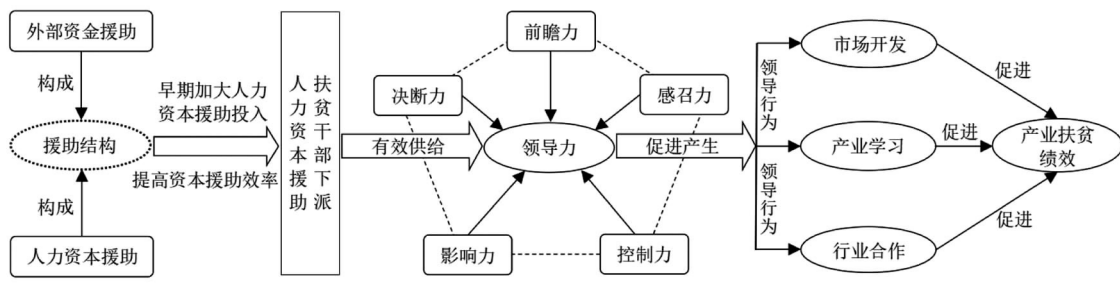 外部资金援助
构成
援助结构
构成
人力资本援助
早期加大人力
资本援助投入
提高资本援助效率
扶贫干部下派
人力资本援助
有效供给
前瞻力
决断力
感召力
领导力
影响力
控制力
促进产生
领导行为
领导行为
市场开发
产业学习
行业合作
促进
促进
促进
产业扶贫
绩效